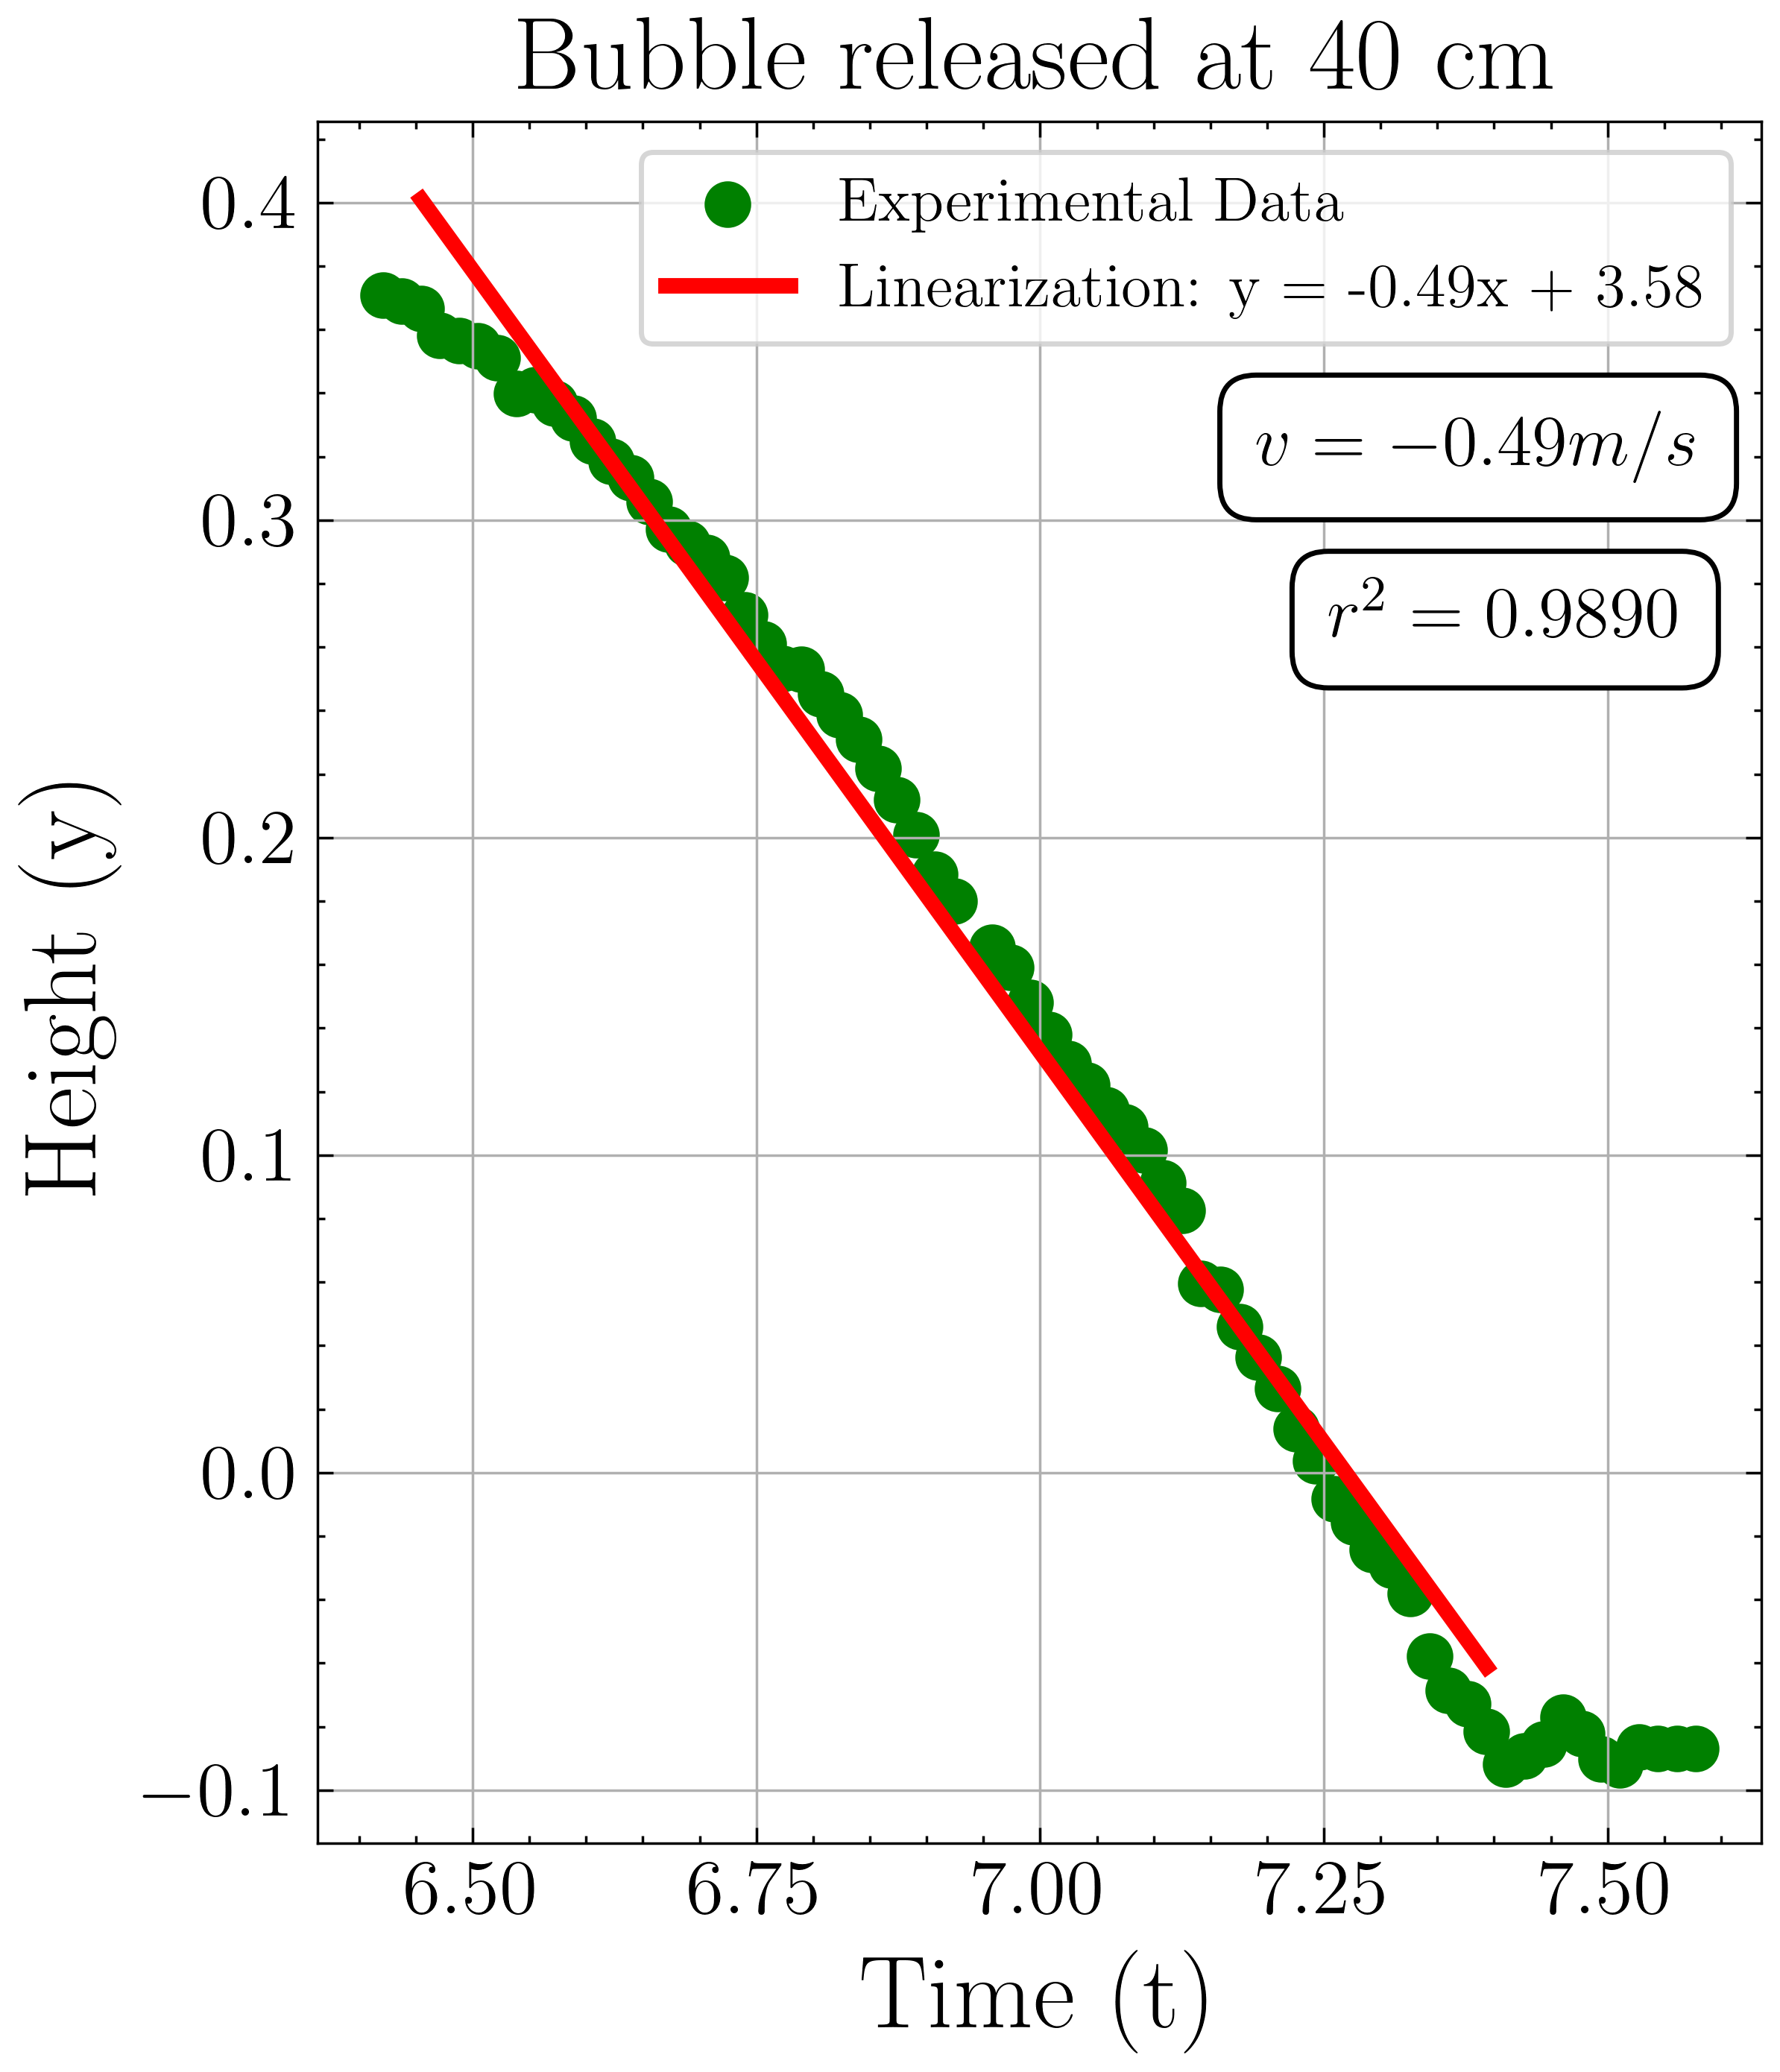 Bubble released at 40 cm
Experimental Data
Linearization: y = -0.49x + 3.58
v = −0.49m/s
r² = 0.9890
Height (y)
0.4
0.3
0.2
0.1
0.0
−0.1
6.50 6.75 7.00 7.25 7.50
Time (t)